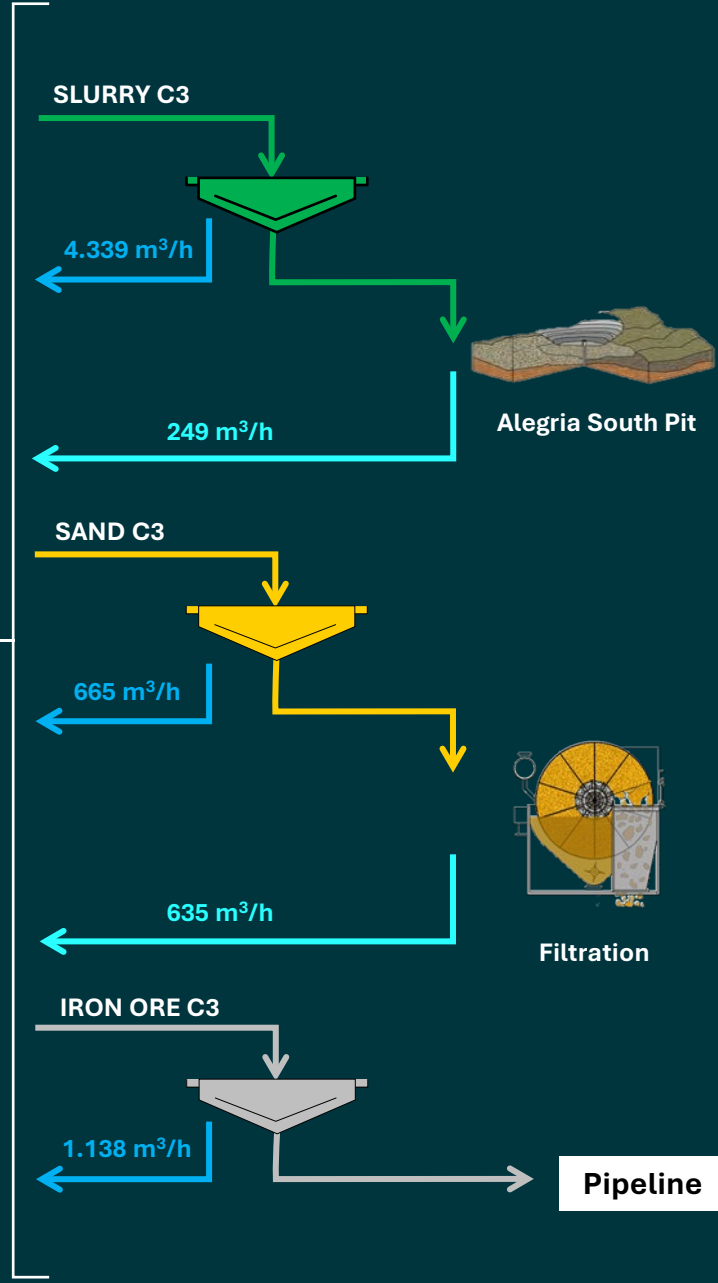 SLURRY C3
4.339 m³/h
249 m³/h
Alegria South Pit
SAND C3
665 m³/h
635 m³/h
Filtration
IRON ORE C3
1.138 m³/h
Pipeline